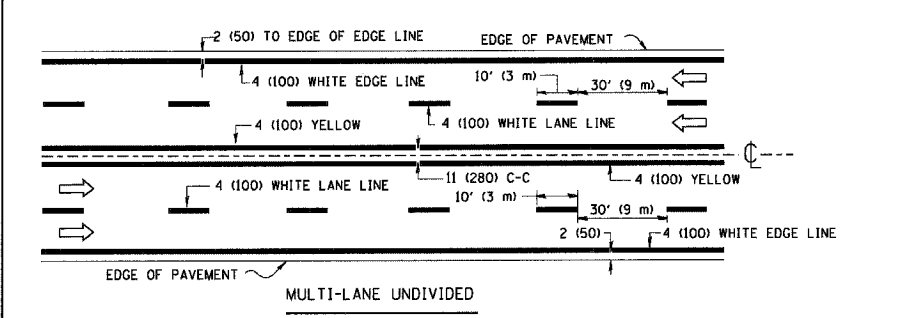 2 (50) TO EDGE OF EDGE LINE
EDGE OF PAVEMENT
4 (100) WHITE EDGE LINE
10' (3 m)
30' (9 m)
4 (100) YELLOW
4 (100) WHITE LANE LINE
℄
11 (280) C-C
4 (100) WHITE LANE LINE
4 (100) YELLOW
10' (3 m)
30' (9 m)
2 (50)
4 (100) WHITE EDGE LINE
EDGE OF PAVEMENT
MULTI-LANE UNDIVIDED